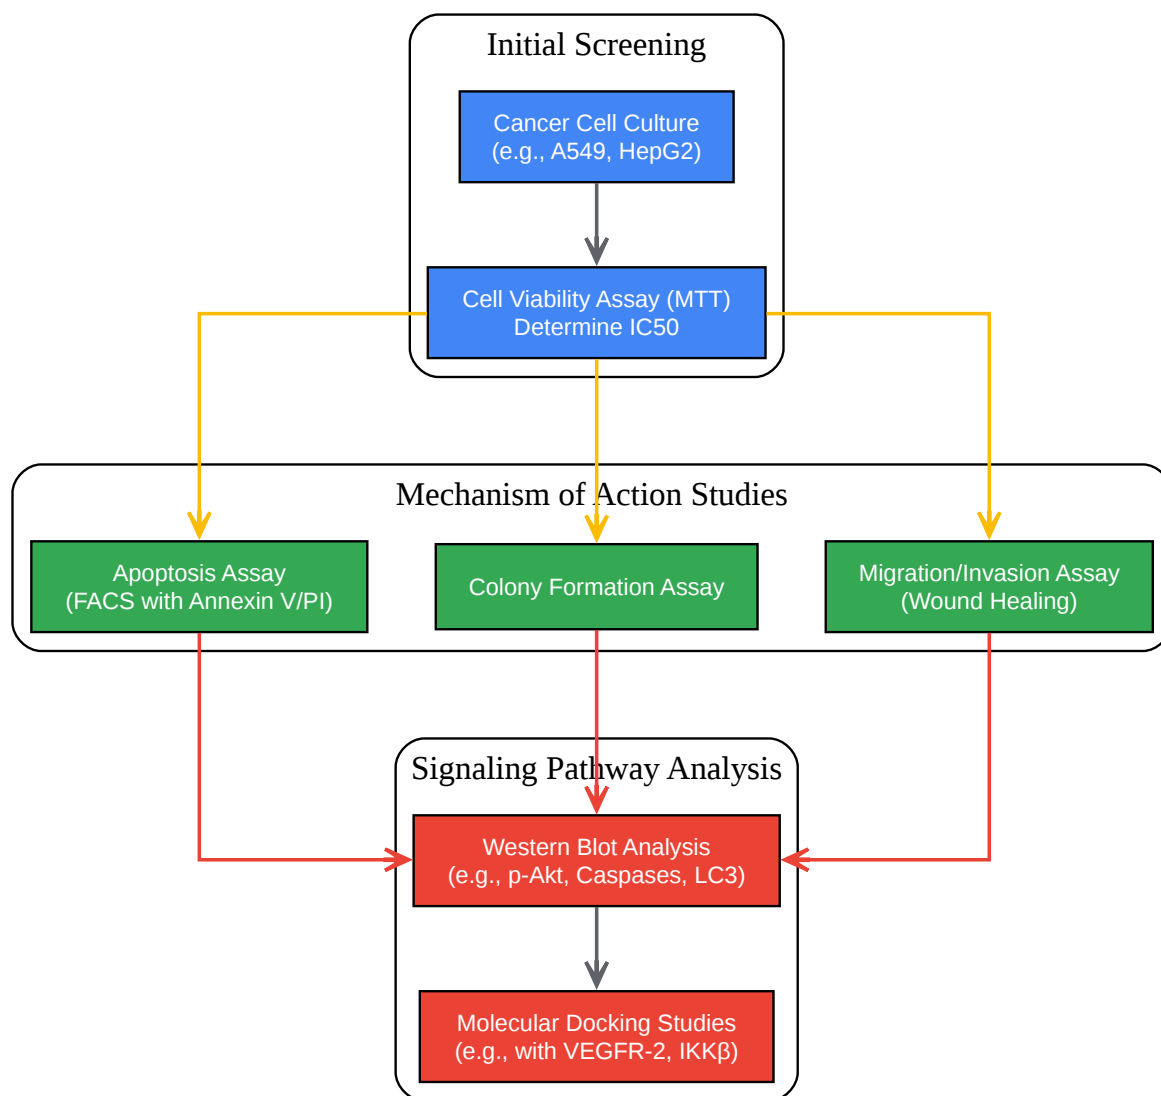 Initial Screening
Cancer Cell Culture
(e.g., A549, HepG2)
Cell Viability Assay (MTT)
Determine IC50
Mechanism of Action Studies
Apoptosis Assay
(FACS with Annexin V/PI)
Colony Formation Assay
Migration/Invasion Assay
(Wound Healing)
Signaling Pathway Analysis
Western Blot Analysis
(e.g., p-Akt, Caspases, LC3)
Molecular Docking Studies
(e.g., with VEGFR-2, IKKβ)